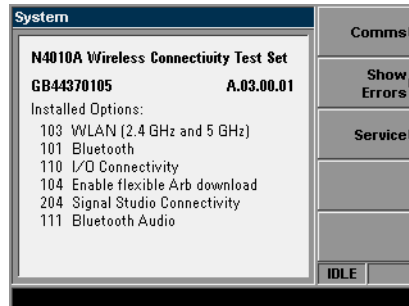 System
N4010A Wireless Connectivity Test Set
GB44370105 A.03.00.01
Installed Options:
103 WLAN (2.4 GHz and 5 GHz)
101 Bluetooth
110 I/O Connectivity
104 Enable flexible Arb download
204 Signal Studio Connectivity
111 Bluetooth Audio
Comms
Show
Errors
Service
IDLE